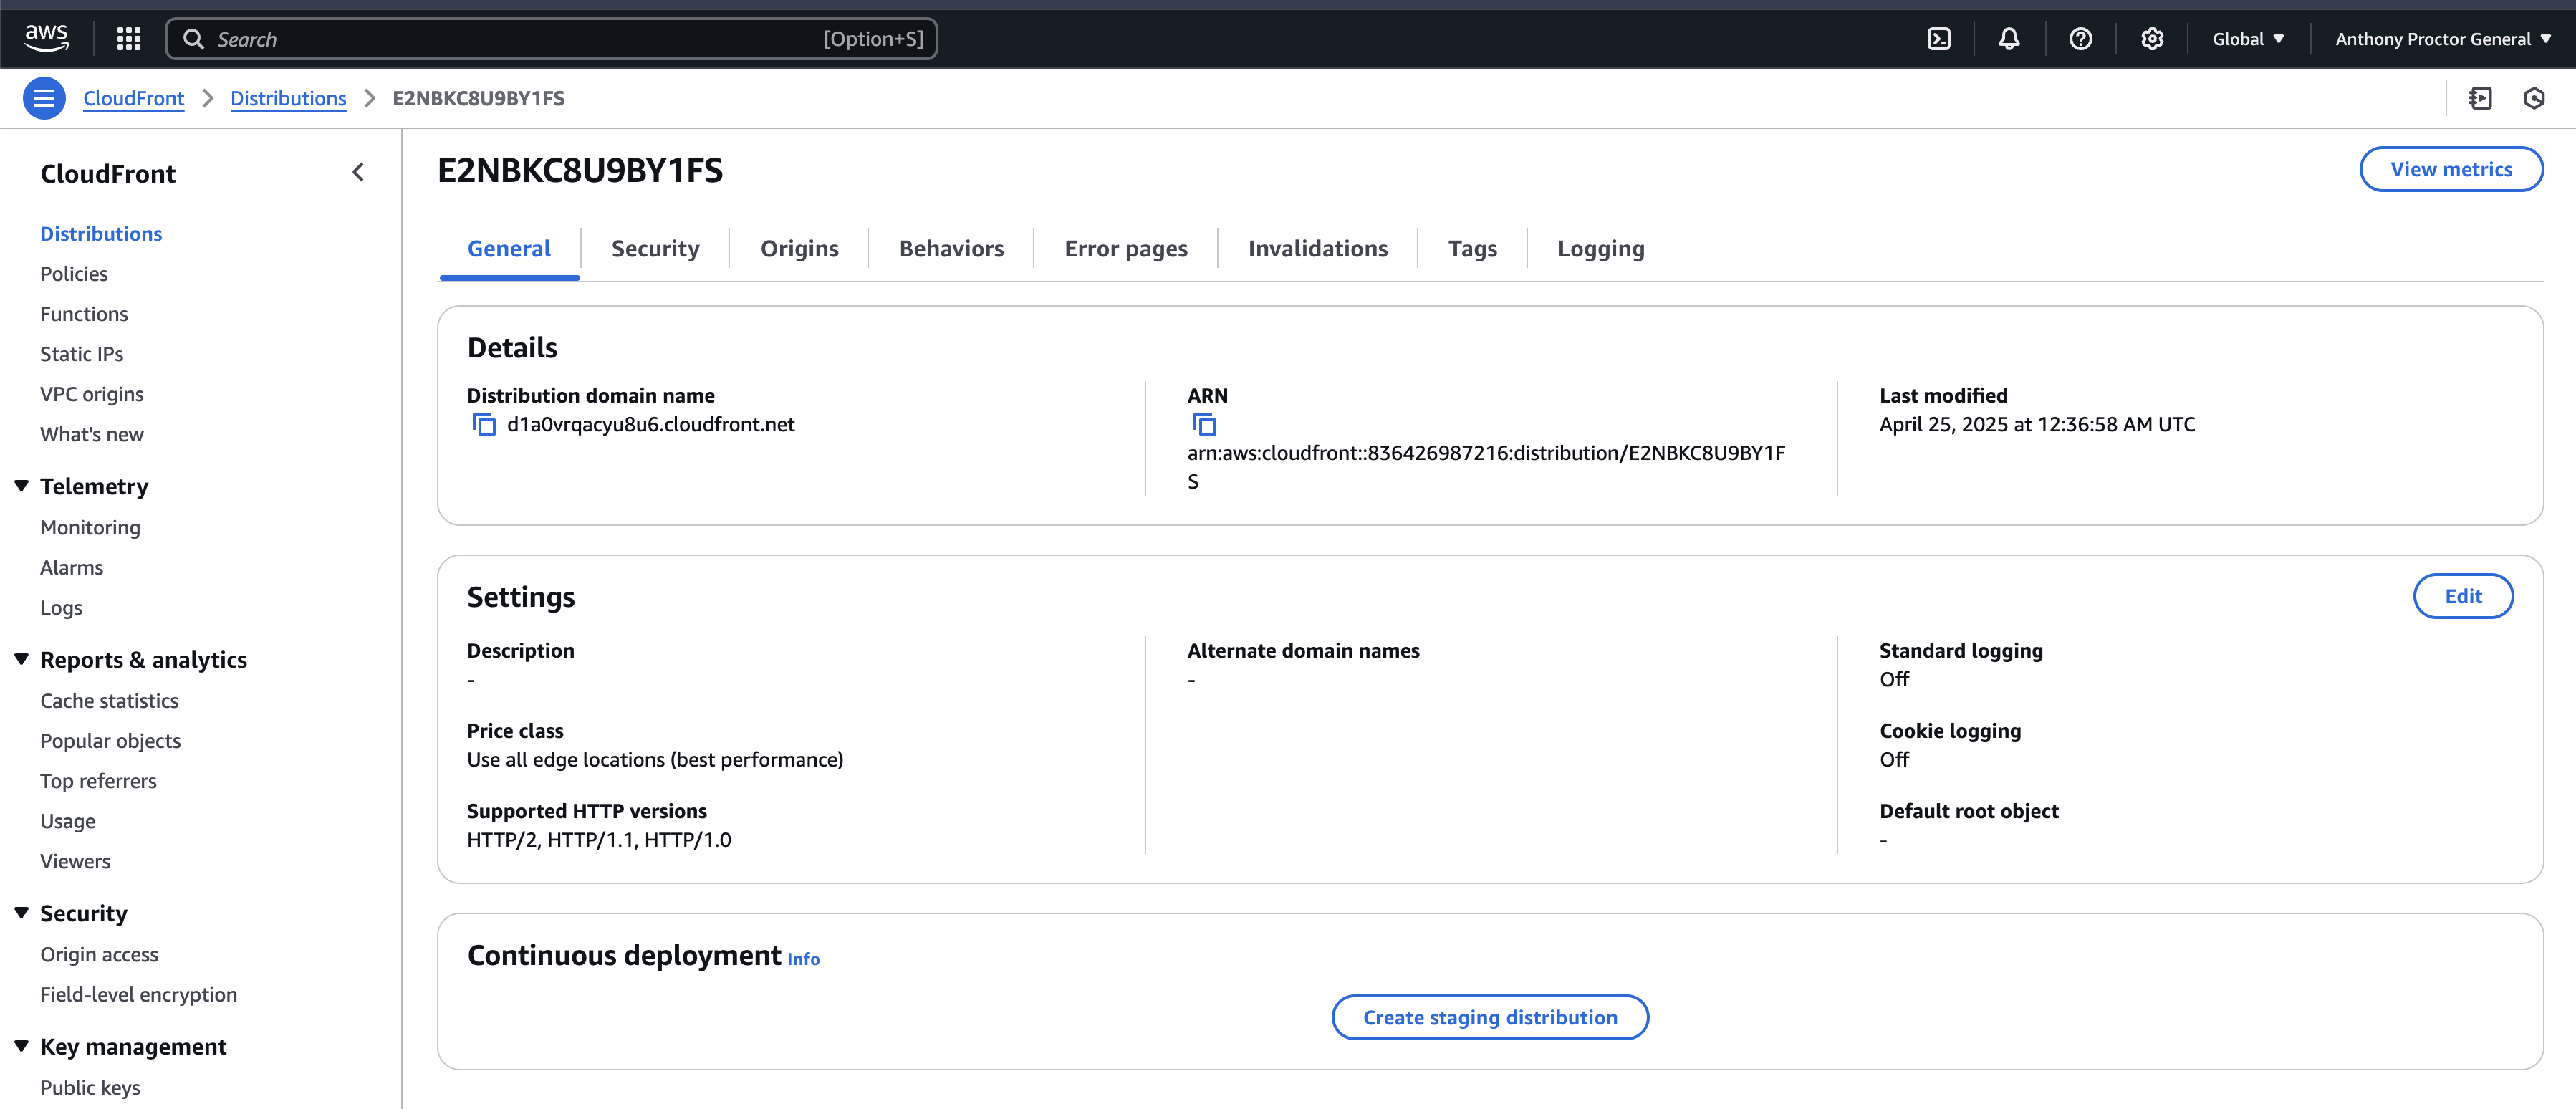 aws
Search
[Option+S]
Global
Anthony Proctor General
CloudFront
Distributions
E2NBKC8U9BY1FS
CloudFront
Distributions
Policies
Functions
Static IPs
VPC origins
What's new
Telemetry
Monitoring
Alarms
Logs
Reports & analytics
Cache statistics
Popular objects
Top referrers
Usage
Viewers
Security
Origin access
Field-level encryption
Key management
Public keys
E2NBKC8U9BY1FS
View metrics
General
Security
Origins
Behaviors
Error pages
Invalidations
Tags
Logging
Details
Distribution domain name
d1a0vrqacyu8u6.cloudfront.net
ARN
arn:aws:cloudfront::836426987216:distribution/E2NBKC8U9BY1F
S
Last modified
April 25, 2025 at 12:36:58 AM UTC
Settings
Edit
Description
-
Price class
Use all edge locations (best performance)
Supported HTTP versions
HTTP/2, HTTP/1.1, HTTP/1.0
Alternate domain names
-
Standard logging
Off
Cookie logging
Off
Default root object
-
Continuous deployment Info
Create staging distribution